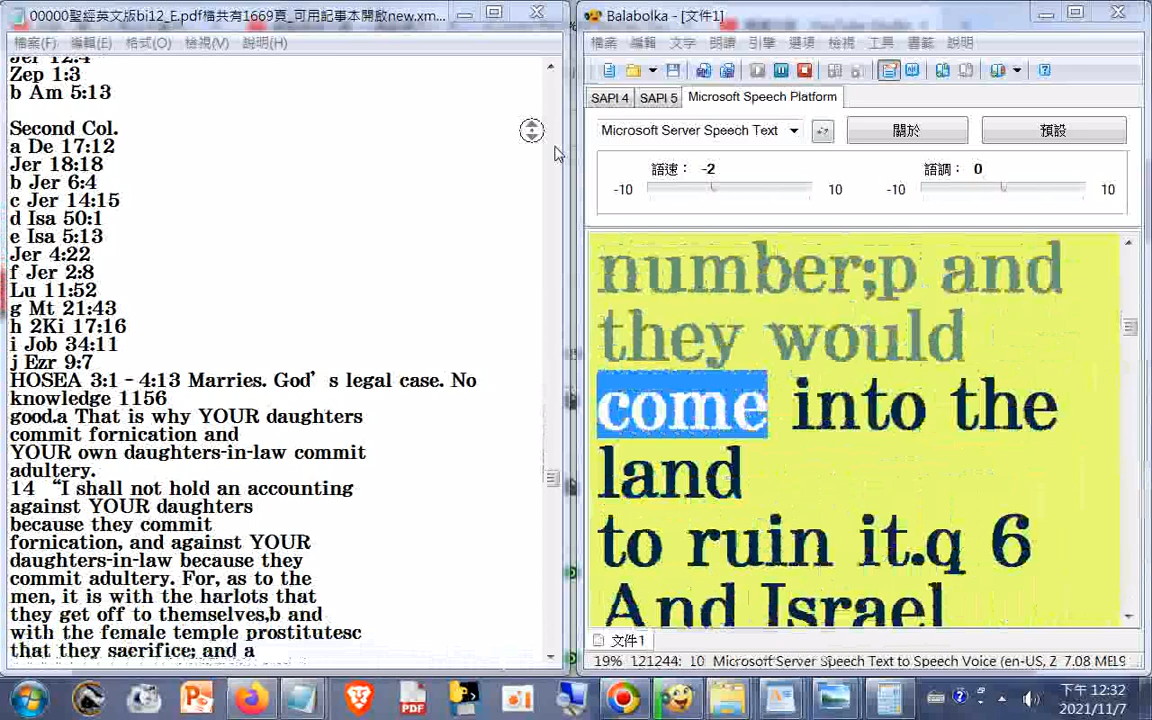 00000聖經英文版bi12_E.pdf檔共有1669頁_可用記事本開啟new.xm...
檔案(F) 編輯(E) 格式(O) 檢視(V) 說明(H)
Jer 12:4
Zep 1:3
b Am 5:13
Second Col.
a De 17:12
Jer 18:18
b Jer 6:4
c Jer 14:15
d Isa 50:1
e Isa 5:13
Jer 4:22
f Jer 2:8
Lu 11:52
g Mt 21:43
h 2Ki 17:16
i Job 34:11
j Ezr 9:7
HOSEA 3:1–4:13 Marries. God’s legal case. No
knowledge 1156
good.a That is why YOUR daughters
commit fornication and
YOUR own daughters-in-law commit
adultery.
14 “I shall not hold an accounting
against YOUR daughters
because they commit
fornication, and against YOUR
daughters-in-law because they
commit adultery. For, as to the
men, it is with the harlots that
they get off to themselves,b and
with the female temple prostitutesc
that they sacrifice; and a
Balabolka - [文件1]
檔案 編輯 文字 朗讀 引擎 選項 檢視 工具 書籤 說明
SAPI 4 SAPI 5 Microsoft Speech Platform
Microsoft Server Speech Text 關於 預設
語速： -2 語調： 0
-10 10 -10 10
number;p and
they would
come into the
land
to ruin it.q 6
And Israel
文件1
19% 121244: 10 Microsoft Server Speech Text to Speech Voice (en-US, Z 7.08 ME
下午 12:32
2021/11/7